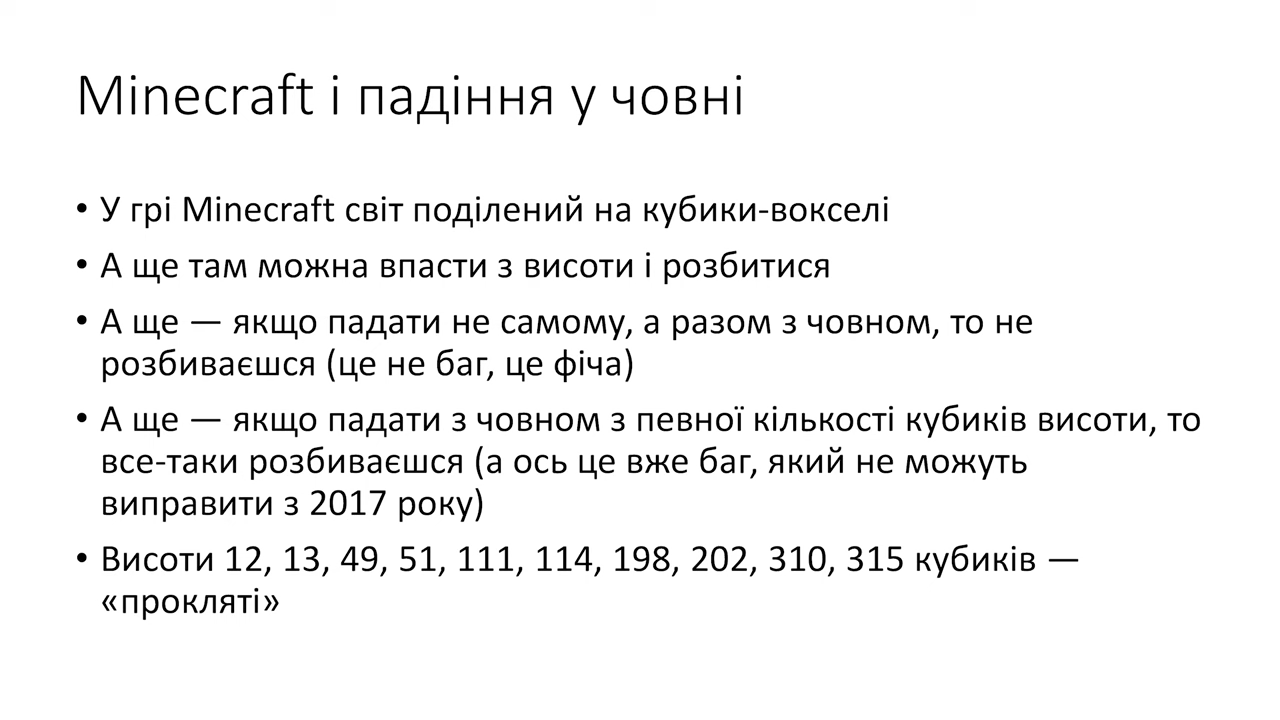 Minecraft і падіння у човні
• У грі Minecraft світ поділений на кубики-вокселі
• А ще там можна впасти з висоти і розбитися
• А ще — якщо падати не самому, а разом з човном, то не
розбиваєшся (це не баг, це фіча)
• А ще — якщо падати з човном з певної кількості кубиків висоти, то
все-таки розбиваєшся (а ось це вже баг, який не можуть
виправити з 2017 року)
• Висоти 12, 13, 49, 51, 111, 114, 198, 202, 310, 315 кубиків —
«прокляті»